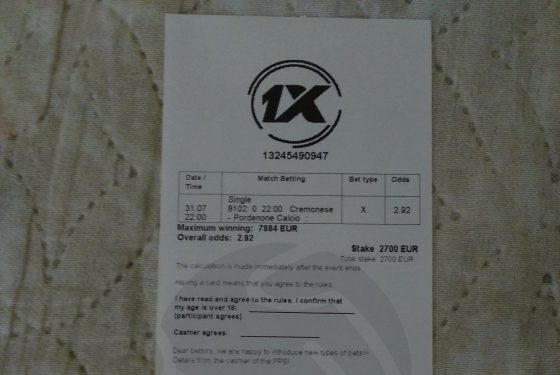 1X
13245490947
Date / Time Match Betting Bet type Odds
Single
31.07 8102: 0 22:00 Cremonese X 2.92
22:00 - Pordenone Calcio :
Maximum winning: 7884 EUR
Overall odds: 2.92
Stake 2700 EUR
Total stake: 2700 EUR
The calculation is made immediately after the event ends.
Having a card means that you agree to the rules.
I have read and agree to the rules. I confirm that
my age is over 18:
(participant agrees)
Cashier agrees:
Dear bettors, we are happy to introduce new types of bets!!!
Details from the cashier of the PPS!